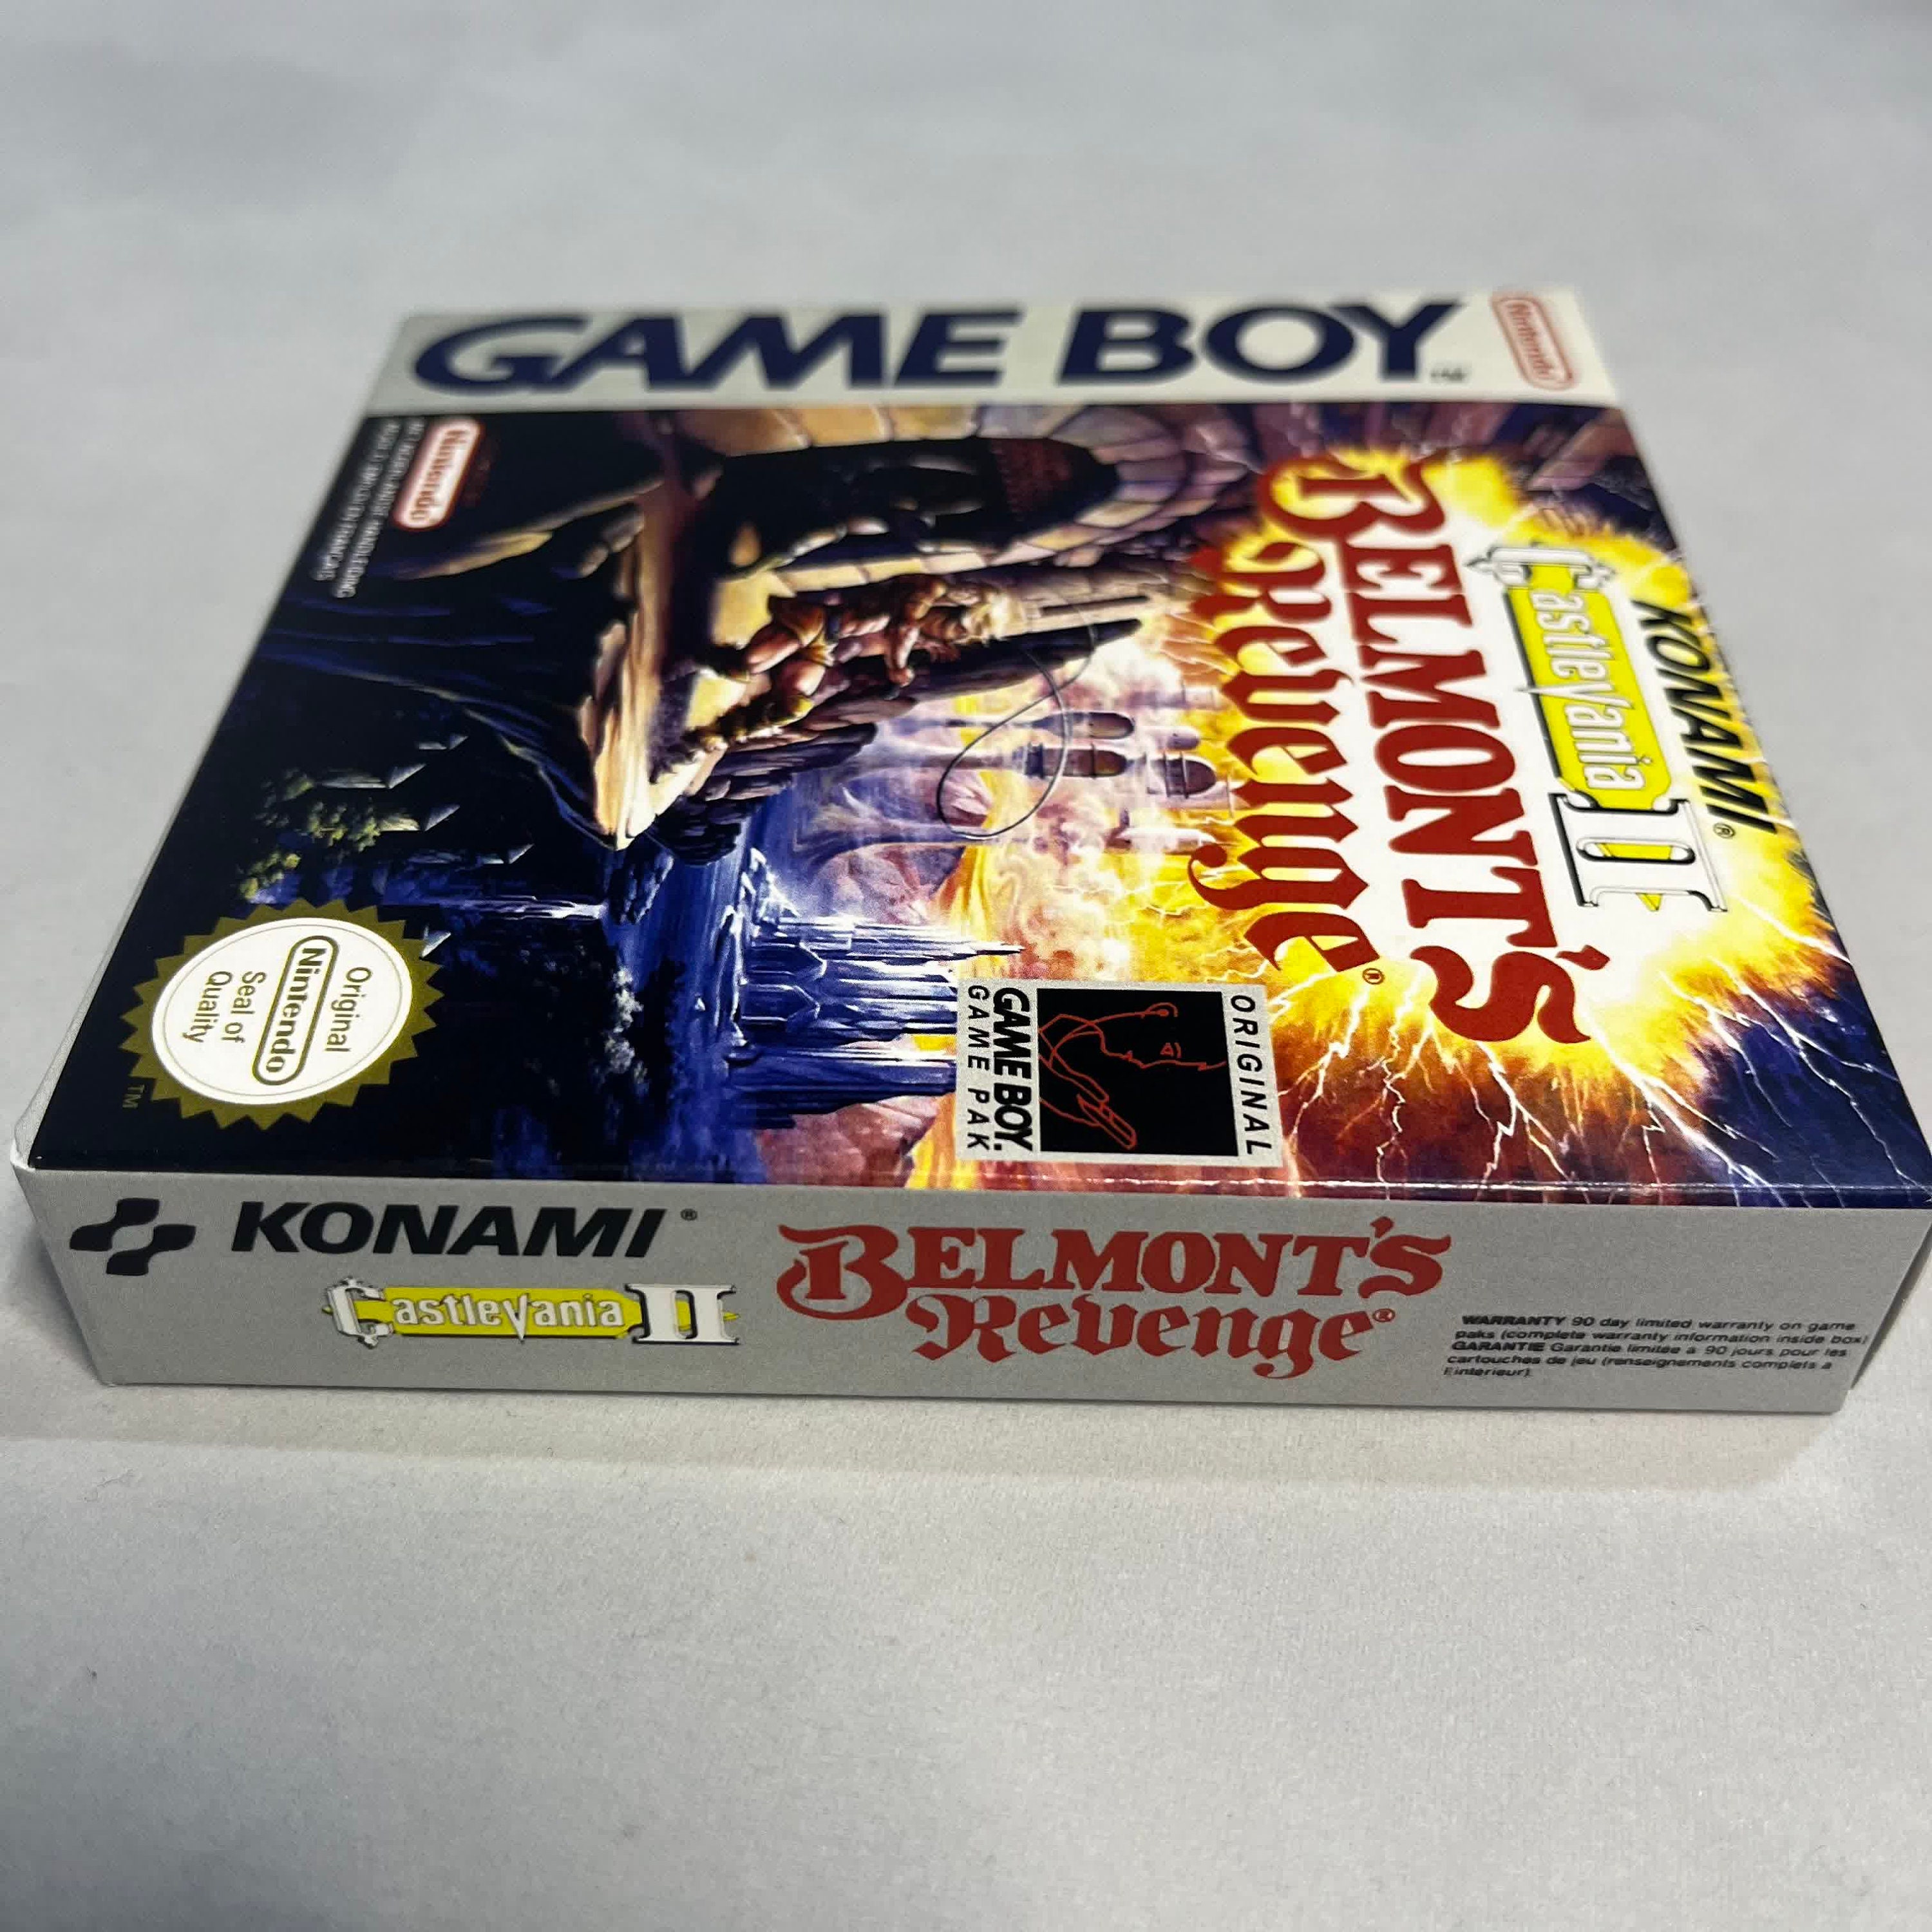 GAME BOY™
Nintendo
KONAMI®
Castlevania II
BELMONT'S
Revenge®
Nintendo
ORIGINAL
GAME BOY.
GAME PAK
Original
Nintendo
Seal of
Quality
TM
KONAMI®
Castlevania II
BELMONT'S
Revenge®
WARRANTY 90 day limited warranty on game
paks (complete warranty information inside box)
GARANTIE Garantie limitée à 90 jours pour les
cartouches de jeu (renseignements complets à
l'intérieur).